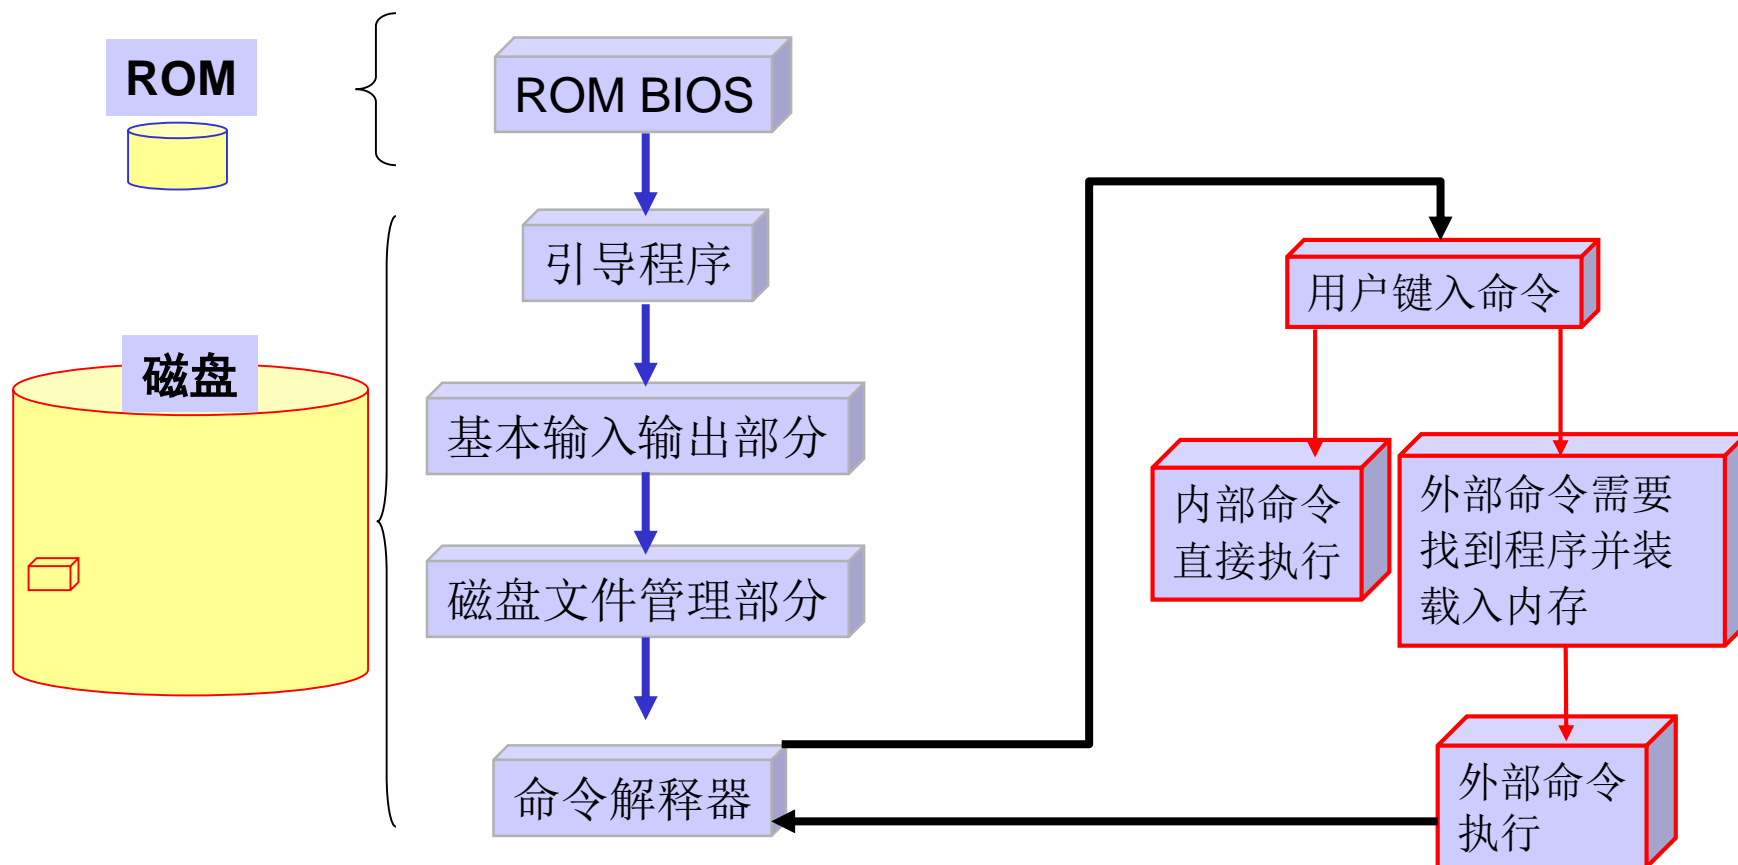 ROM
ROM BIOS
引导程序
磁盘
基本输入输出部分
磁盘文件管理部分
命令解释器
用户键入命令
内部命令
直接执行
外部命令需要
找到程序并装
载入内存
外部命令
执行